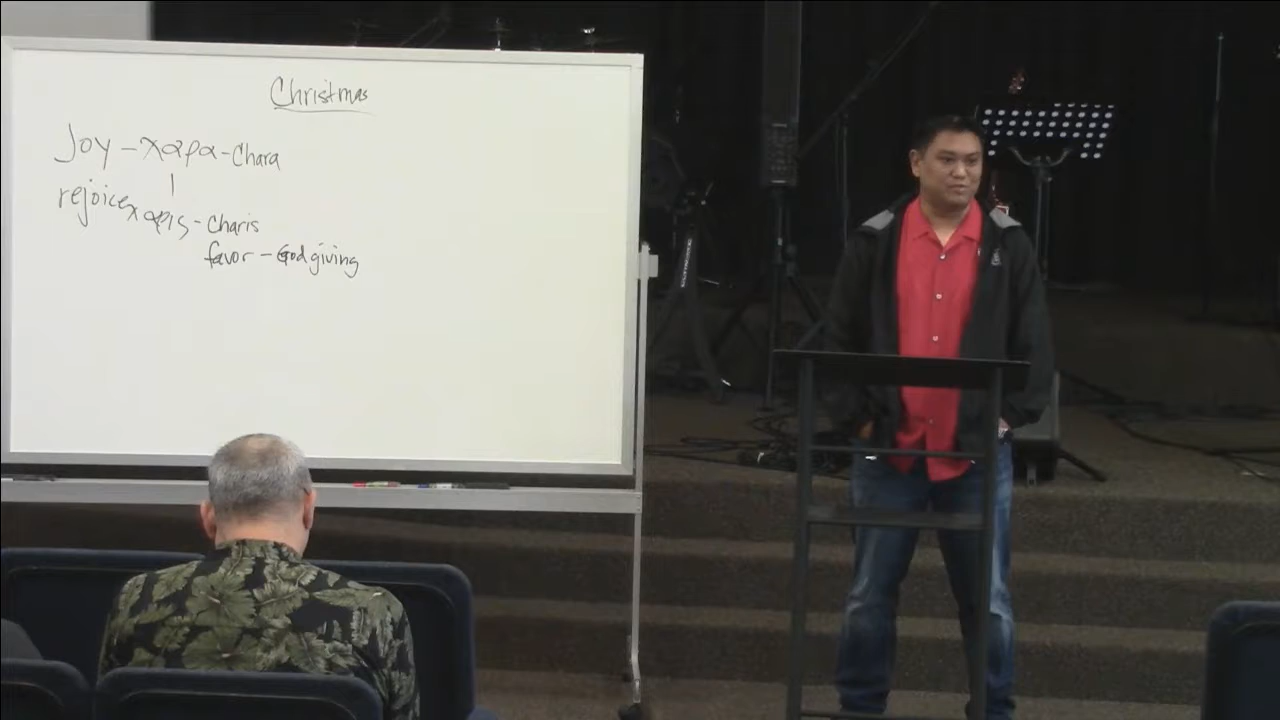 Christmas
Joy – χαρα – Chara
rejoice χαρις – Charis
favor – God giving